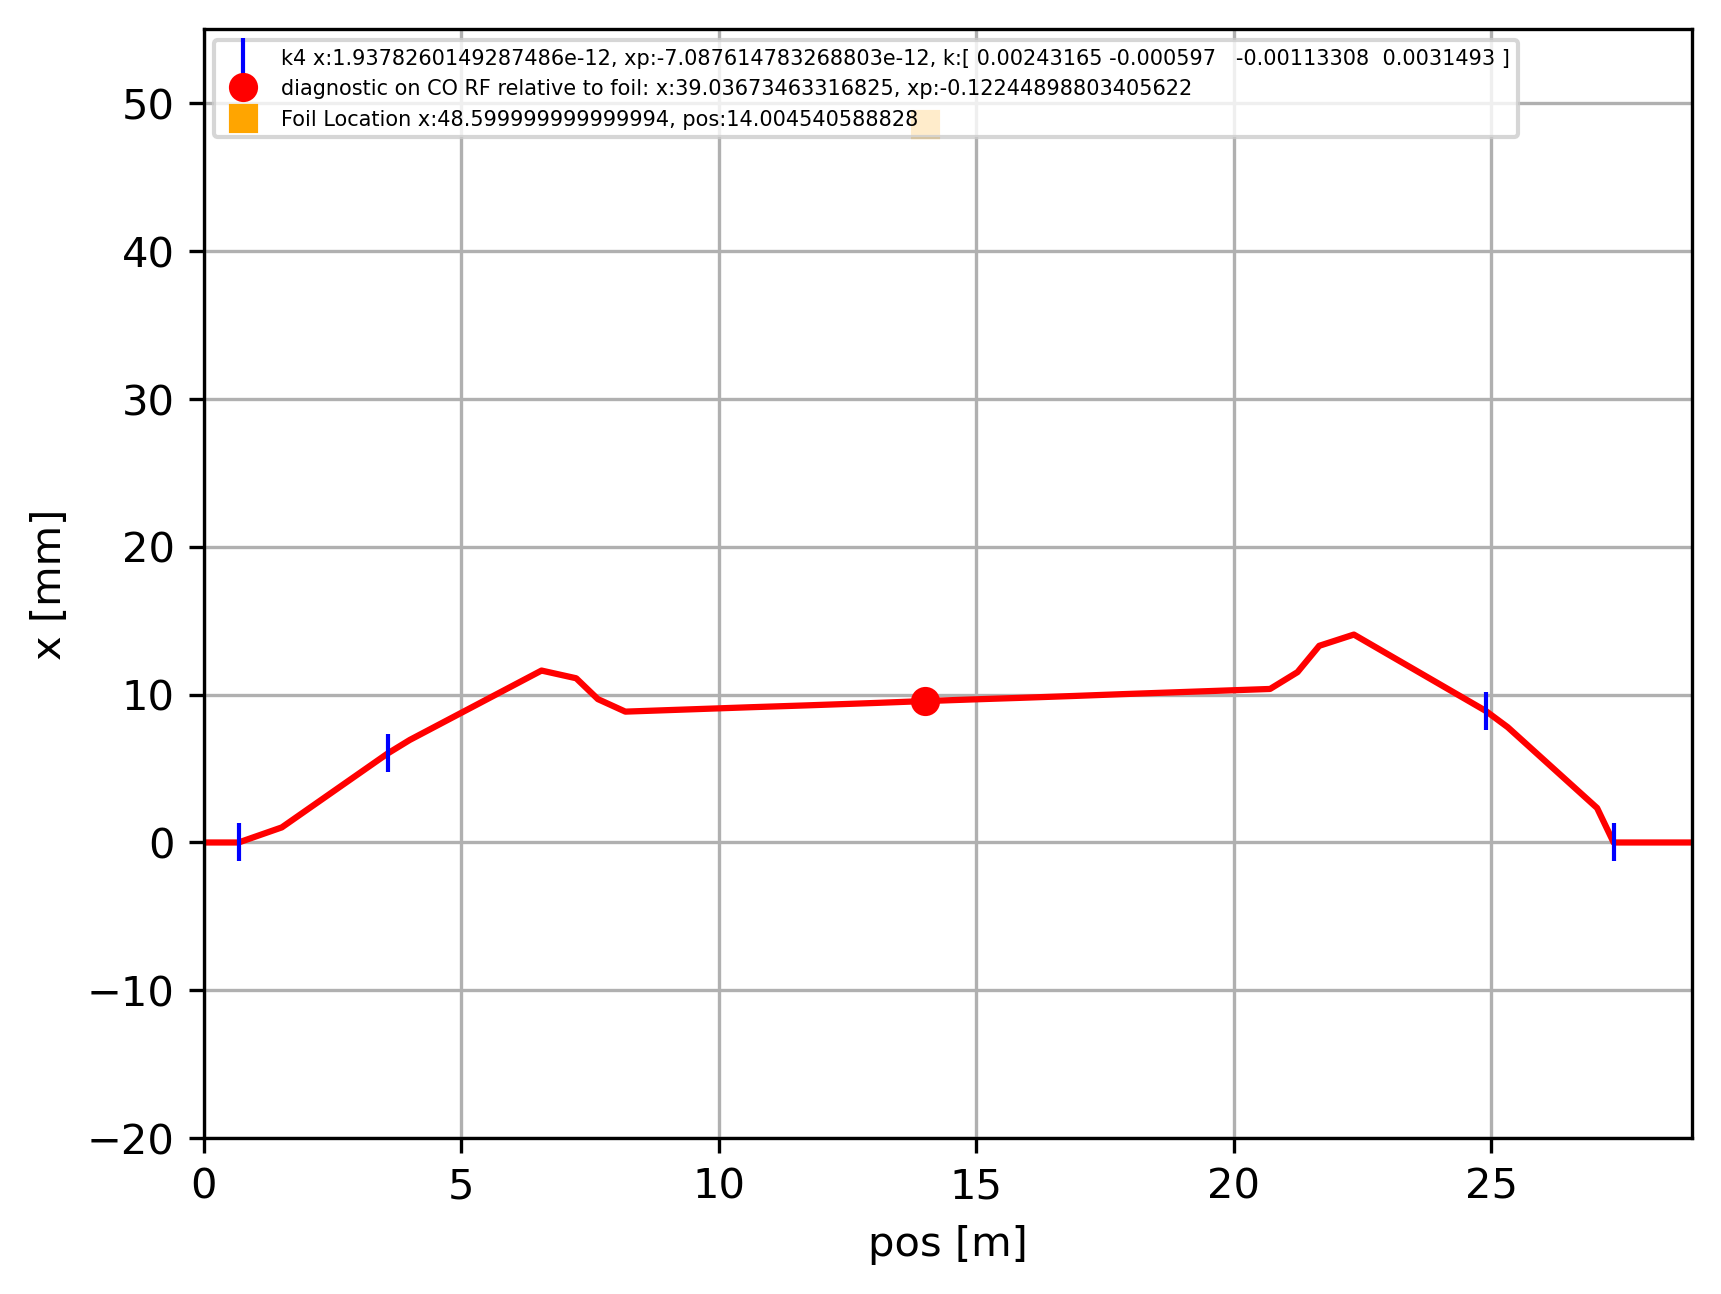 k4 x:1.9378260149287486e-12, xp:-7.087614783268803e-12, k:[ 0.00243165 -0.000597   -0.00113308  0.0031493 ]
diagnostic on CO RF relative to foil: x:39.03673463316825, xp:-0.12244898803405622
Foil Location x:48.599999999999994, pos:14.004540588828
50
40
30
20
10
0
−10
−20
x [mm]
0 5 10 15 20 25
pos [m]